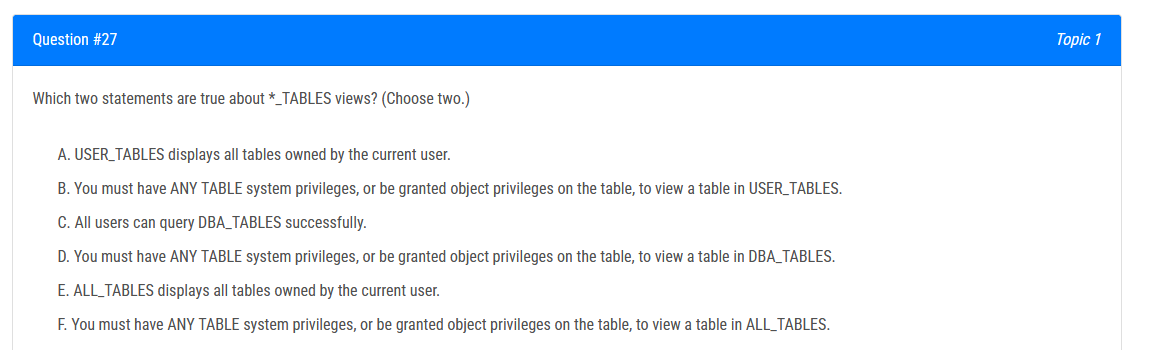 Question #27
Topic 1
Which two statements are true about *_TABLES views? (Choose two.)
A. USER_TABLES displays all tables owned by the current user.
B. You must have ANY TABLE system privileges, or be granted object privileges on the table, to view a table in USER_TABLES.
C. All users can query DBA_TABLES successfully.
D. You must have ANY TABLE system privileges, or be granted object privileges on the table, to view a table in DBA_TABLES.
E. ALL_TABLES displays all tables owned by the current user.
F. You must have ANY TABLE system privileges, or be granted object privileges on the table, to view a table in ALL_TABLES.